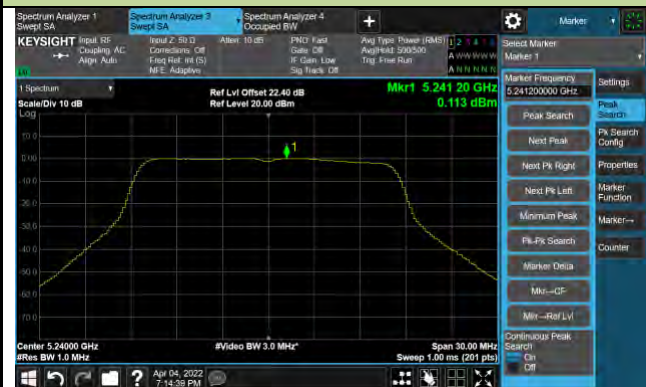 Spectrum Analyzer 1
Swept SA
Spectrum Analyzer 3
Swept SA
Spectrum Analyzer 4
Occupied BW
+
Marker
KEYSIGHT
Input: RF
Coupling: AC
Align: Auto
Input Z: 50 Ω
Corrections: Off
Freq Ref: Int (S)
NFE: Adaptive
Atten: 10 dB
PNO: Fast
Gate: Off
IF Gain: Low
Sig Track: Off
Avg Type: Power (RMS)
Avg|Hold: 500/500
Trig: Free Run
1 2 3 4 5 6
A W W W W W
A N N N N N
Select Marker
Marker 1
1 Spectrum
Scale/Div 10 dB
Log
Ref Lvl Offset 22.40 dB
Ref Level 20.00 dBm
Mkr1 5.241 20 GHz
0.113 dBm
10.0
0.00
-10.0
-20.0
-30.0
-40.0
-50.0
-60.0
-70.0
1
Center 5.24000 GHz
#Res BW 1.0 MHz
#Video BW 3.0 MHz*
Span 30.00 MHz
Sweep 1.00 ms (201 pts)
Marker Frequency
5.241200000 GHz
Peak Search
Next Peak
Next Pk Right
Next Pk Left
Minimum Peak
Pk-Pk Search
Marker Delta
Mkr→CF
Mkr→Ref Lvl
Continuous Peak
Search
On
Off
Settings
Peak
Search
Pk Search
Config
Properties
Marker
Function
Marker→
Counter
?
Apr 04, 2022
7:14:39 PM